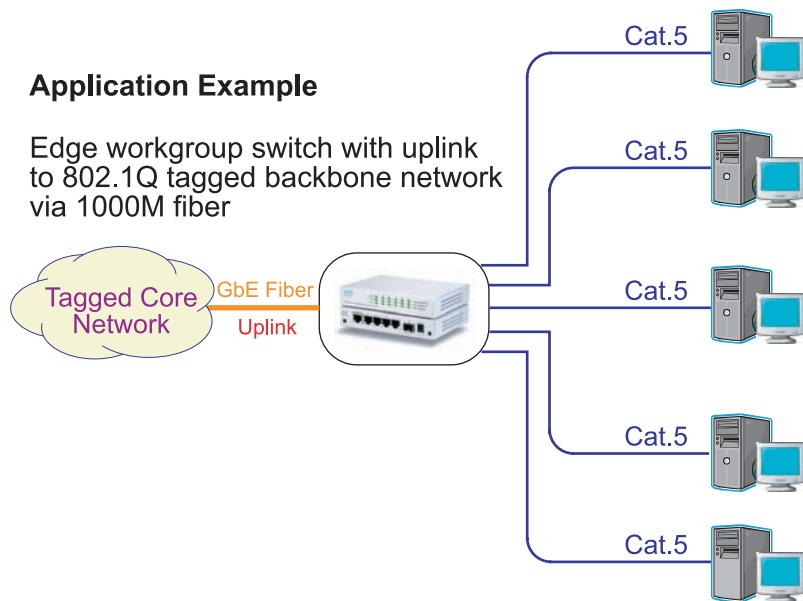 Application Example
Edge workgroup switch with uplink
to 802.1Q tagged backbone network
via 1000M fiber
Tagged Core
Network
GbE Fiber
Uplink
Cat.5
Cat.5
Cat.5
Cat.5
Cat.5